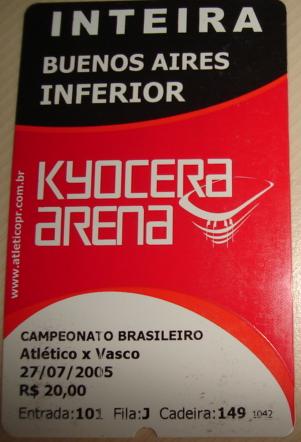 INTEIRA
BUENOS AIRES
INFERIOR
KYOCERA
ARENA
www.atleticopr.com.br
CAMPEONATO BRASILEIRO
Atlético x Vasco
27/07/2005
R$ 20,00
Entrada:101 Fila:J Cadeira:149 1042